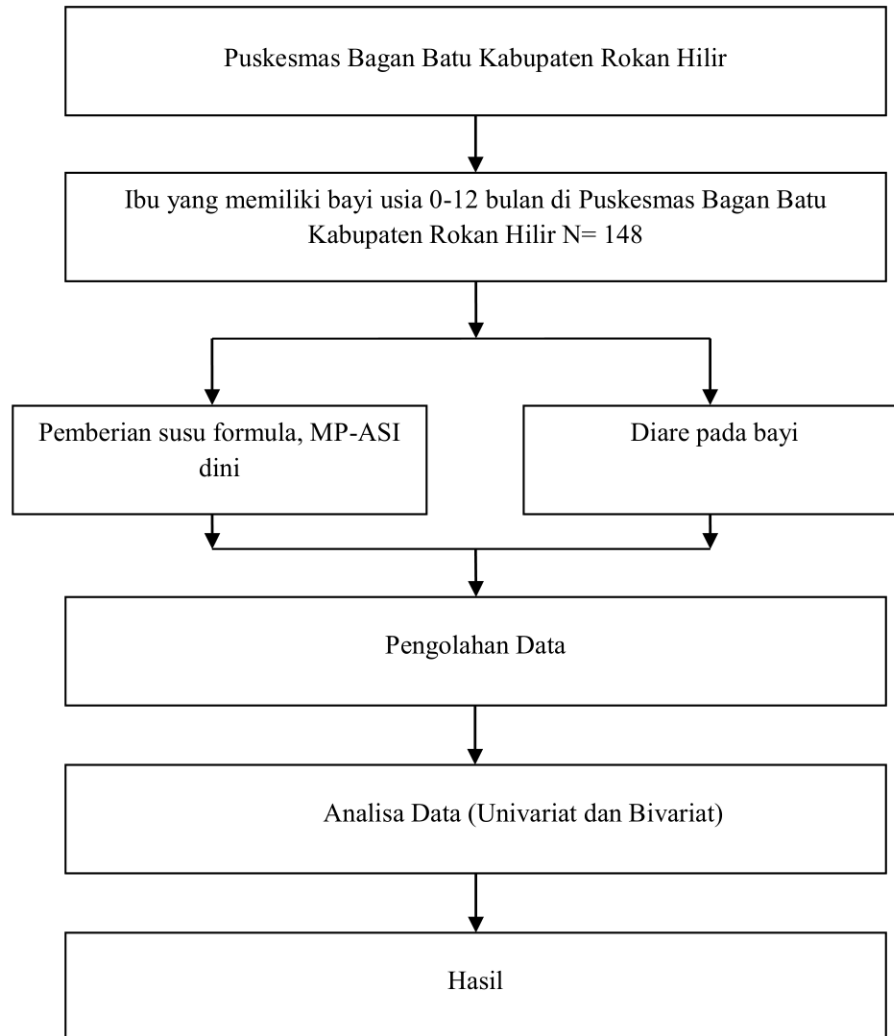 Puskesmas Bagan Batu Kabupaten Rokan Hilir
Ibu yang memiliki bayi usia 0-12 bulan di Puskesmas Bagan Batu
Kabupaten Rokan Hilir N= 148
Pemberian susu formula, MP-ASI
dini
Diare pada bayi
Pengolahan Data
Analisa Data (Univariat dan Bivariat)
Hasil